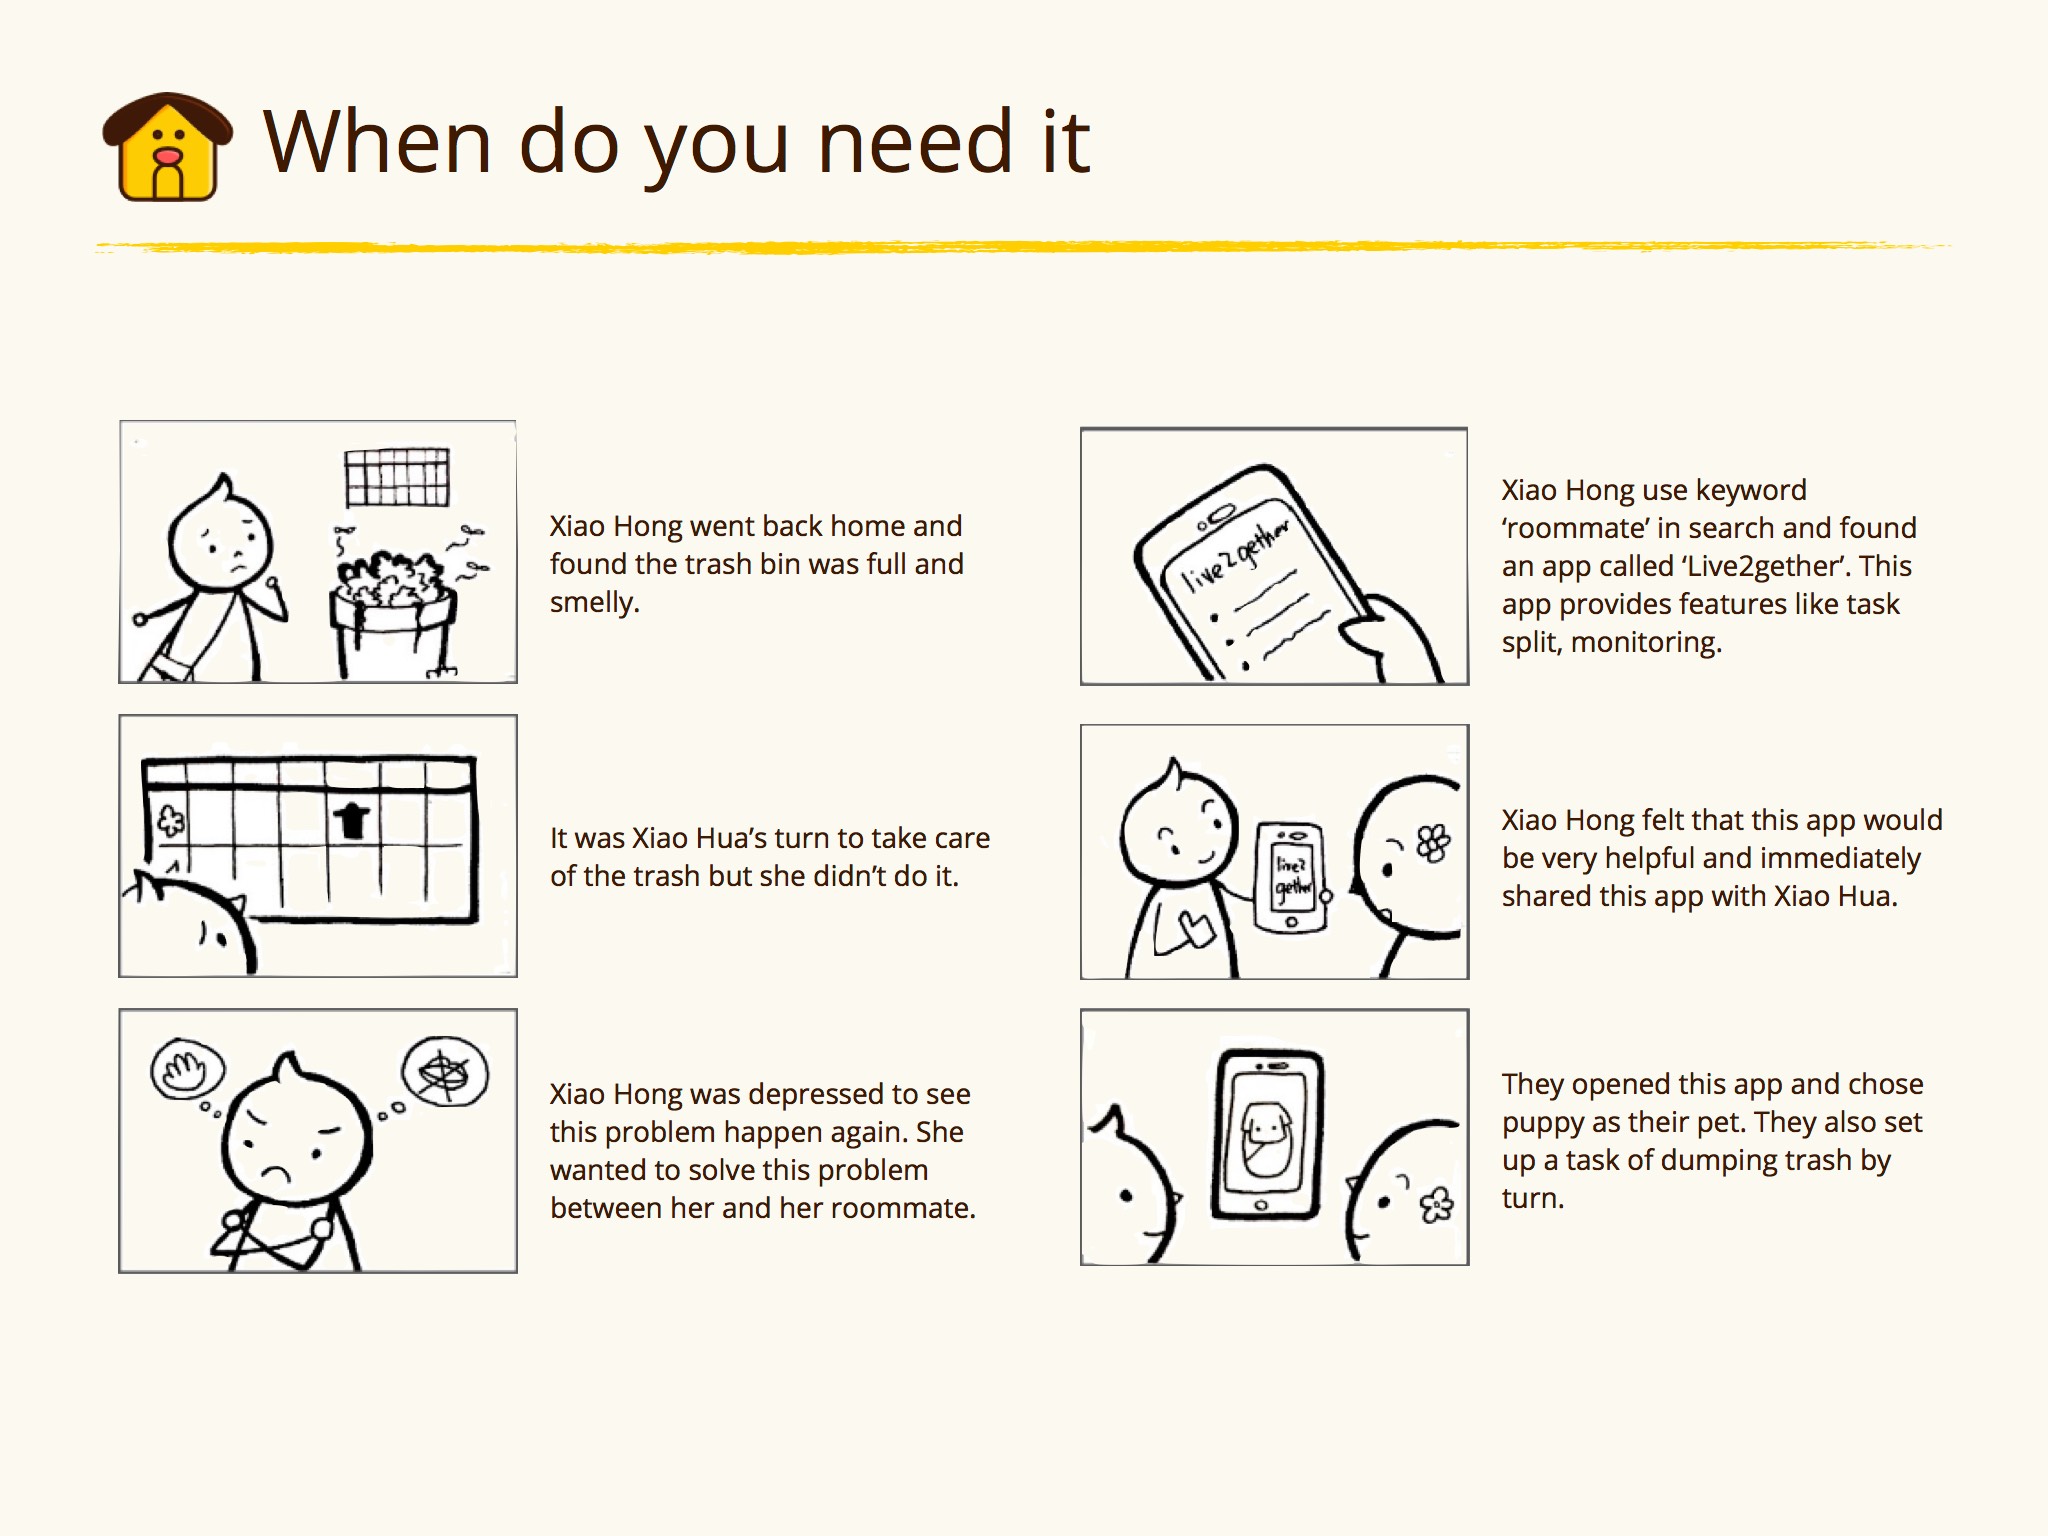 When do you need it
Xiao Hong went back home and
found the trash bin was full and
smelly.
It was Xiao Hua’s turn to take care
of the trash but she didn’t do it.
Xiao Hong was depressed to see
this problem happen again. She
wanted to solve this problem
between her and her roommate.
live2gether
Xiao Hong use keyword
‘roommate’ in search and found
an app called ‘Live2gether’. This
app provides features like task
split, monitoring.
live2
gether
Xiao Hong felt that this app would
be very helpful and immediately
shared this app with Xiao Hua.
They opened this app and chose
puppy as their pet. They also set
up a task of dumping trash by
turn.